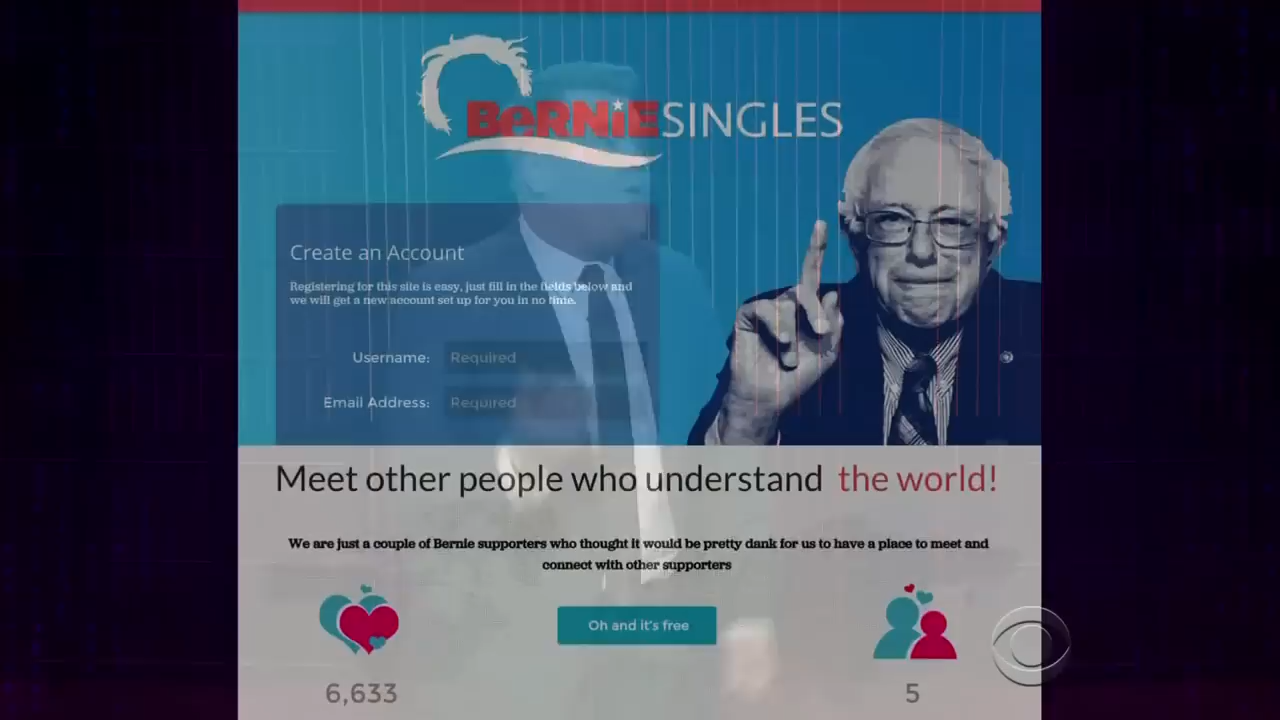 BeRNiE SINGLES
Create an Account
Registering for this site is easy, just fill in the fields below and
we will get a new account set up for you in no time.
Username: Required
Email Address: Required
Meet other people who understand the world!
We are just a couple of Bernie supporters who thought it would be pretty dank for us to have a place to meet and
connect with other supporters
Oh and it's free
6,633
5